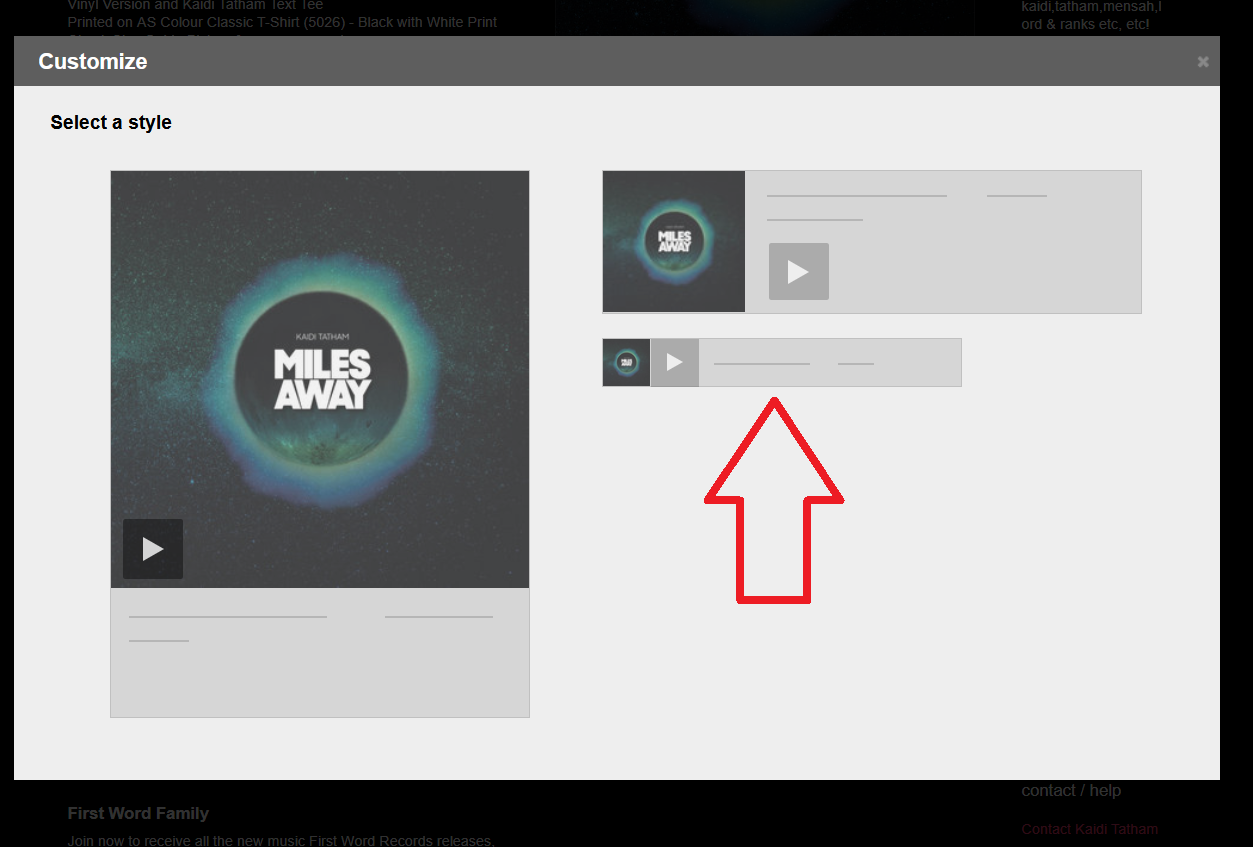 Vinyl Version and Kaidi Tatham Text Tee
Printed on AS Colour Classic T-Shirt (5026) - Black with White Print
kaidi,tatham,mensah,l
ord & ranks etc, etc!
Customize
Select a style
KAIDI TATHAM
MILES
AWAY
MILES
AWAY
First Word Family
Join now to receive all the new music First Word Records releases,
contact / help
Contact Kaidi Tatham